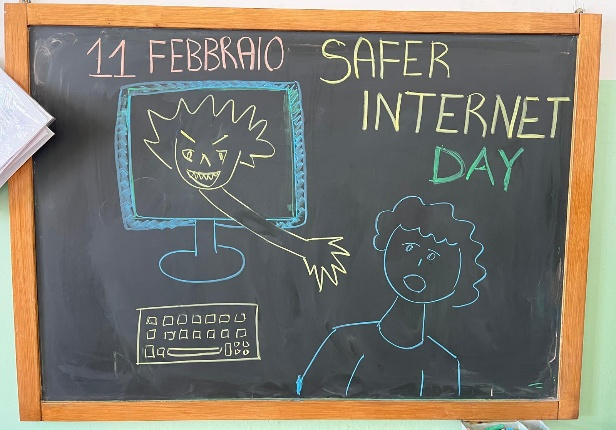 11 FEBBRAIO
SAFER
INTERNET
DAY